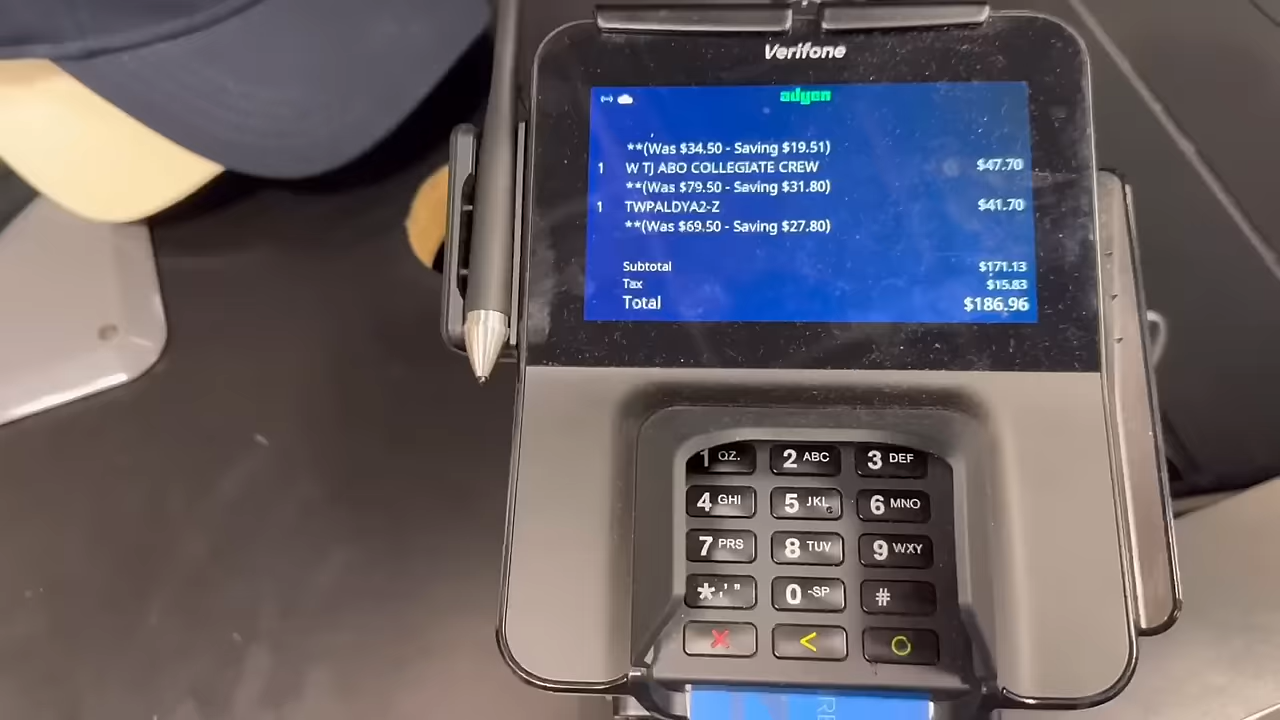 Verifone
adyen
**(Was $34.50 - Saving $19.51)
1 W TJ ABO COLLEGIATE CREW $47.70
**(Was $79.50 - Saving $31.80)
1 TWPALDYA2-Z $41.70
**(Was $69.50 - Saving $27.80)
Subtotal $171.13
Tax $15.83
Total $186.96
1 QZ. 2 ABC 3 DEF
4 GHI 5 JKL 6 MNO
7 PRS 8 TUV 9 WXY
*,'" 0 -SP #
X < O